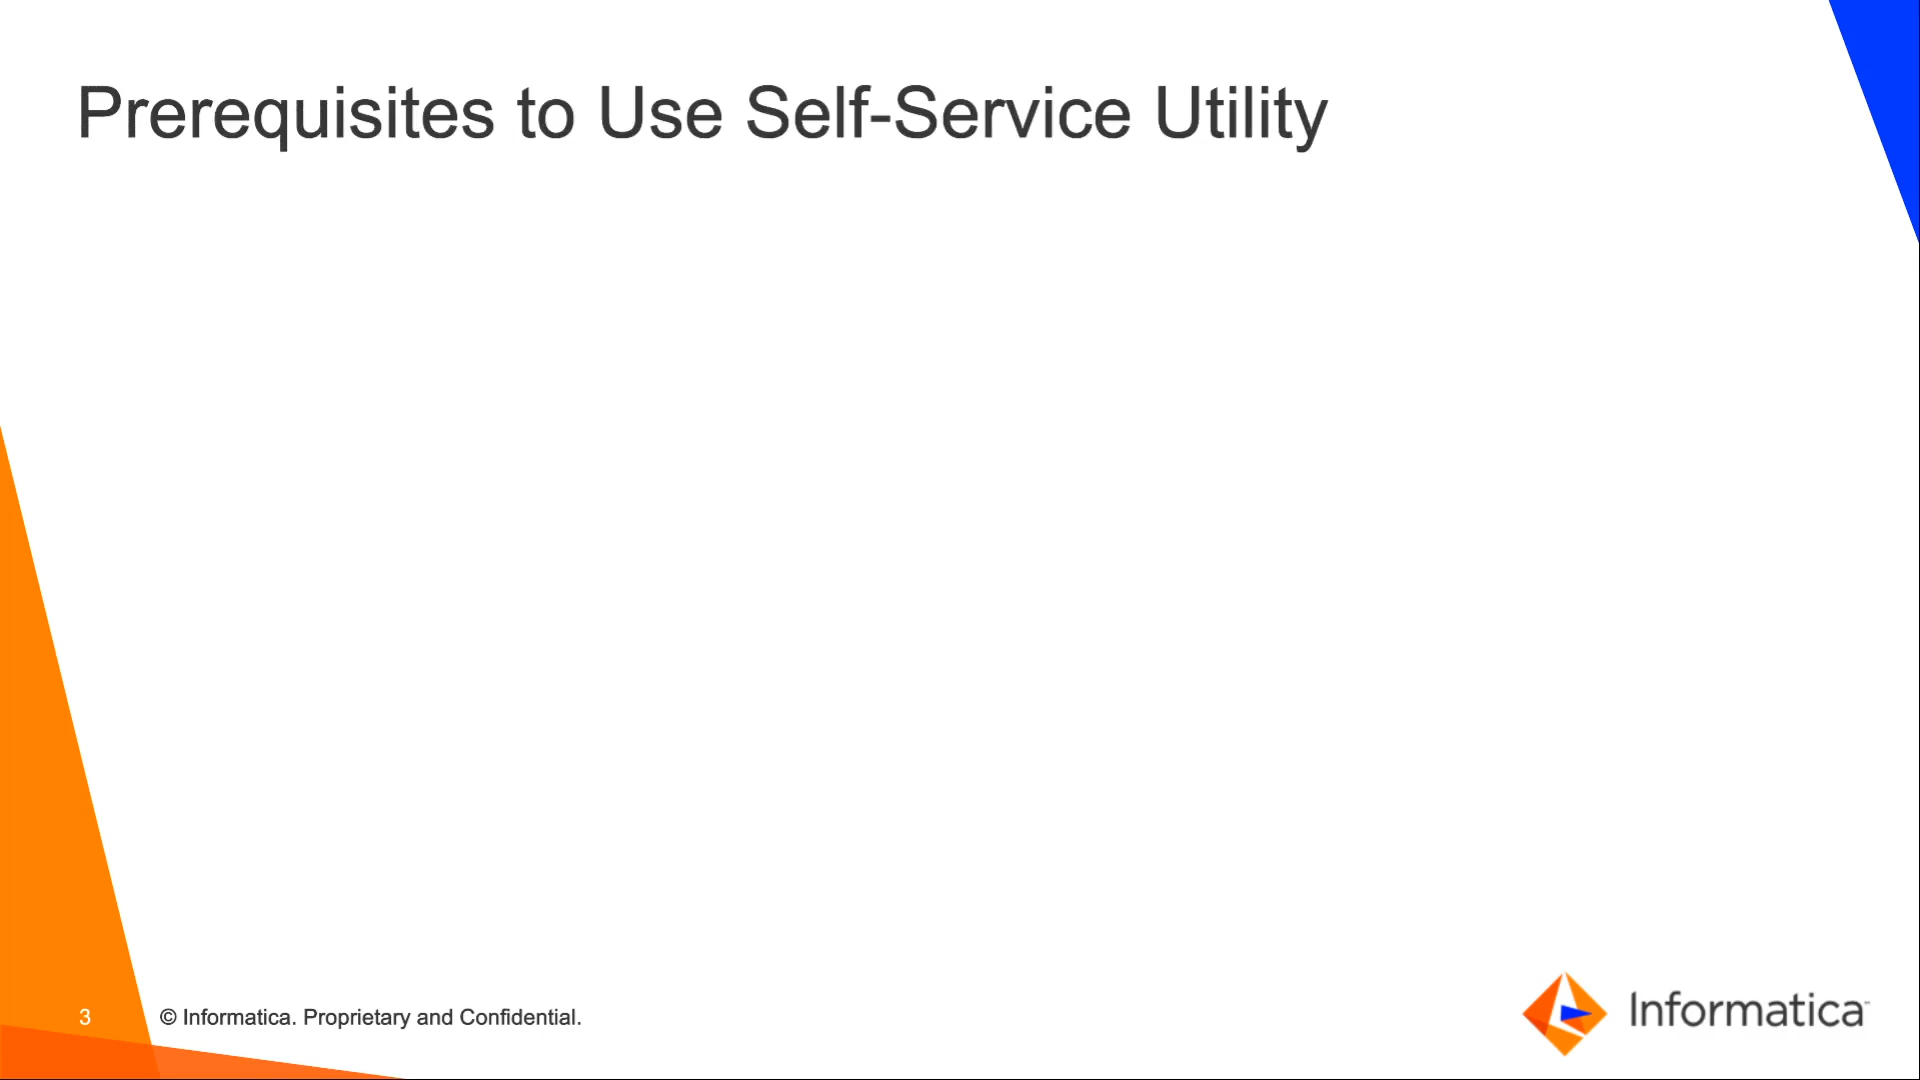 Prerequisites to Use Self-Service Utility
3
© Informatica. Proprietary and Confidential.
Informatica